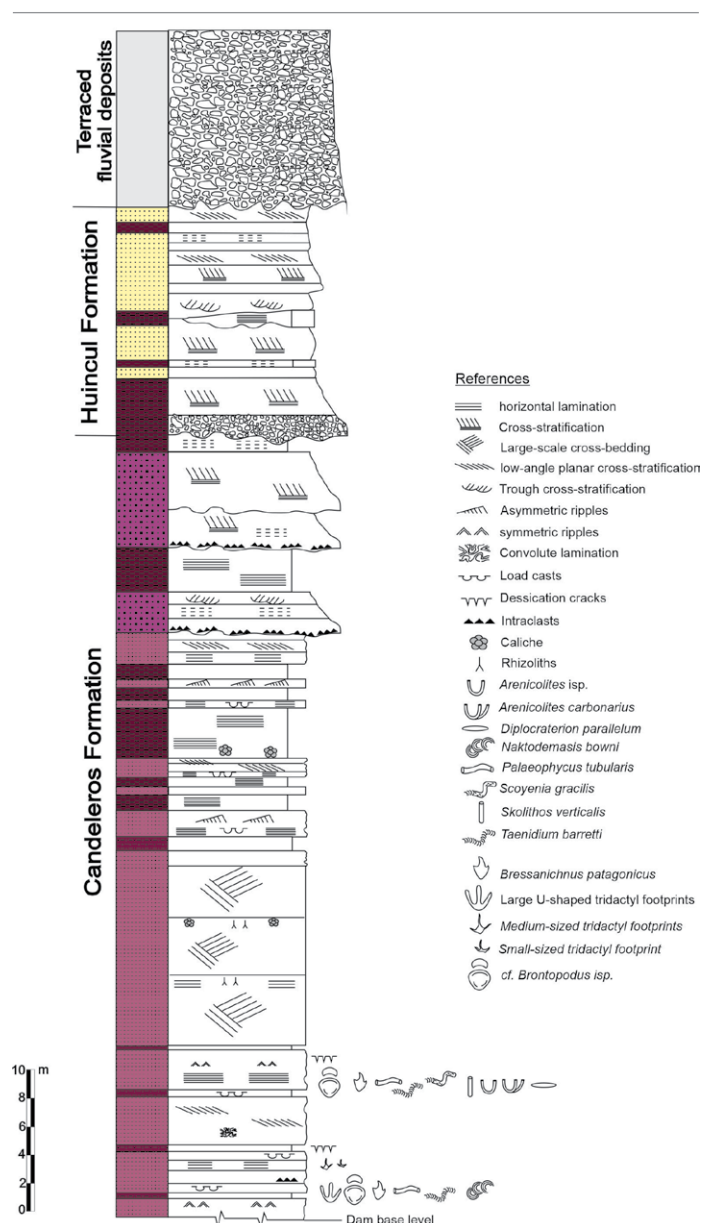 Terraced
fluvial deposits
Huincul Formation
Candeleros Formation
10 m
8
6
4
2
0
Dam base level
References
horizontal lamination
Cross-stratification
Large-scale cross-bedding
low-angle planar cross-stratification
Trough cross-stratification
Asymmetric ripples
symmetric ripples
Convolute lamination
Load casts
Dessication cracks
Intraclasts
Caliche
Rhizoliths
Arenicolites isp.
Arenicolites carbonarius
Diplocraterion parallelum
Naktodemasis bowni
Palaeophycus tubularis
Scoyenia gracilis
Skolithos verticalis
Taenidium barretti
Bressanichnus patagonicus
Large U-shaped tridactyl footprints
Medium-sized tridactyl footprints
Small-sized tridactyl footprint
cf. Brontopodus isp.